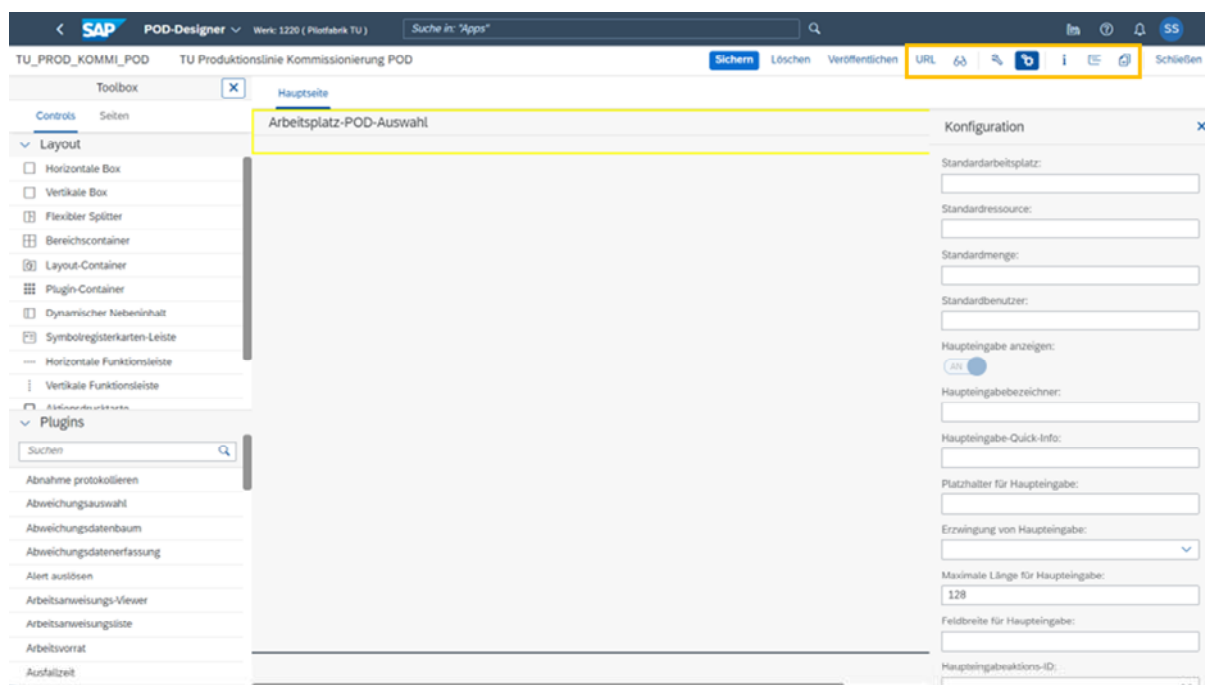 SAP POD-Designer Werk: 1220 ( Pilotfabrik TU ) Suche in: "Apps" SS
TU_PROD_KOMMI_POD TU Produktionslinie Kommissionierung POD Sichern Löschen Veröffentlichen URL Schließen
Toolbox
Controls Seiten
Layout
Horizontale Box
Vertikale Box
Flexibler Splitter
Bereichscontainer
Layout-Container
Plugin-Container
Dynamischer Nebeninhalt
Symbolregisterkarten-Leiste
Horizontale Funktionsleiste
Vertikale Funktionsleiste
Aktionsdrucktaste
Plugins
Suchen
Abnahme protokollieren
Abweichungsauswahl
Abweichungsdatenbaum
Abweichungsdatenerfassung
Alert auslösen
Arbeitsanweisungs-Viewer
Arbeitsanweisungsliste
Arbeitsvorrat
Ausfallzeit
Hauptseite
Arbeitsplatz-POD-Auswahl
Konfiguration
Standardarbeitsplatz:
Standardressource:
Standardmenge:
Standardbenutzer:
Haupteingabe anzeigen:
AN
Haupteingabebezeichner:
Haupteingabe-Quick-Info:
Platzhalter für Haupteingabe:
Erzwingung von Haupteingabe:
Maximale Länge für Haupteingabe:
128
Feldbreite für Haupteingabe:
Haupteingabeaktions-ID: